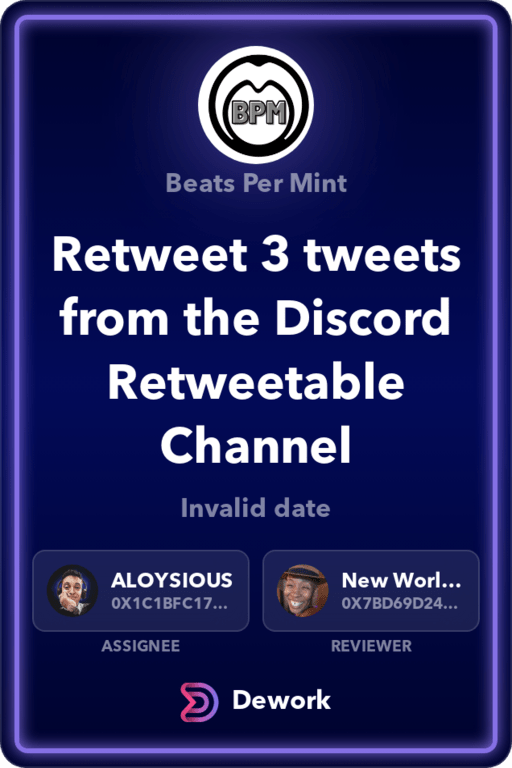 BPM
Beats Per Mint
Retweet 3 tweets
from the Discord
Retweetable
Channel
Invalid date
ALOYSIOUS
0X1C1BFC17...
ASSIGNEE
New Worl...
0X7BD69D24...
REVIEWER
Dework